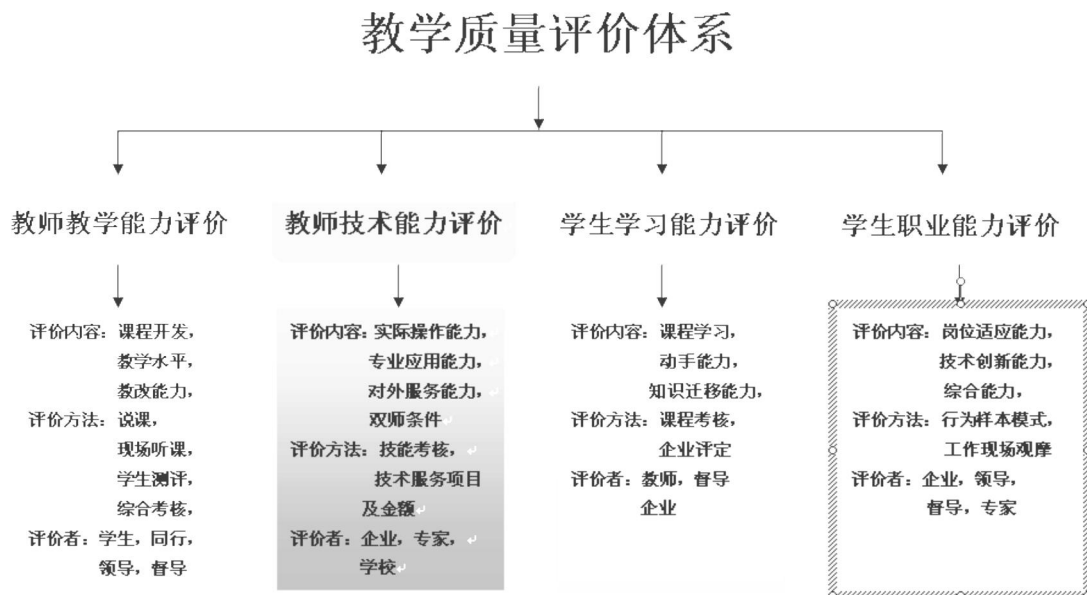 教学质量评价体系
教师教学能力评价
教师技术能力评价
学生学习能力评价
学生职业能力评价
评价内容：课程开发，
教学水平，
教改能力，
评价方法：说课，
现场听课，
学生测评，
综合考核，
评价者：学生，同行，
领导，督导
评价内容：实际操作能力，
专业应用能力，
对外服务能力，
双师条件
评价方法：技能考核，
技术服务项目
及金额
评价者：企业，专家，
学校
评价内容：课程学习，
动手能力，
知识迁移能力，
评价方法：课程考核，
企业评定
评价者：教师，督导
企业
评价内容：岗位适应能力，
技术创新能力，
综合能力，
评价方法：行为样本模式，
工作现场观摩
评价者：企业，领导，
督导，专家